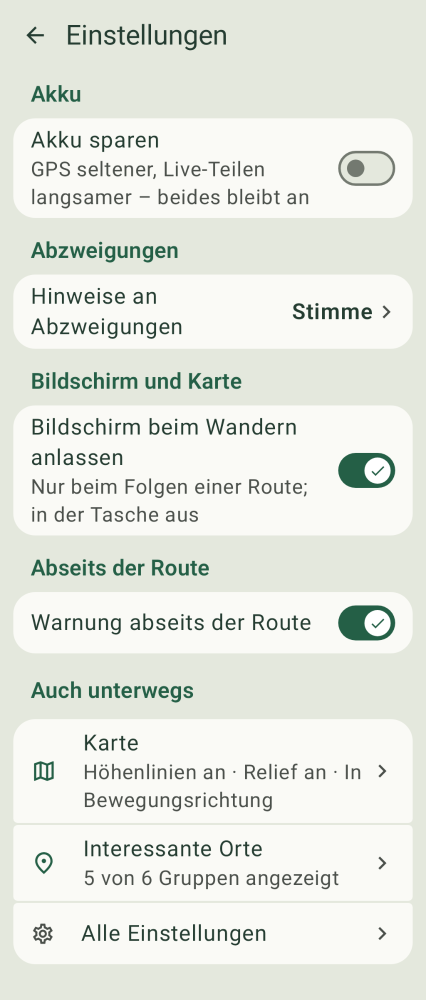 Einstellungen
Akku
Akku sparen
GPS seltener, Live-Teilen
langsamer – beides bleibt an
Abzweigungen
Hinweise an
Abzweigungen
Stimme
Bildschirm und Karte
Bildschirm beim Wandern
anlassen
Nur beim Folgen einer Route;
in der Tasche aus
Abseits der Route
Warnung abseits der Route
Auch unterwegs
Karte
Höhenlinien an · Relief an · In
Bewegungsrichtung
Interessante Orte
5 von 6 Gruppen angezeigt
Alle Einstellungen